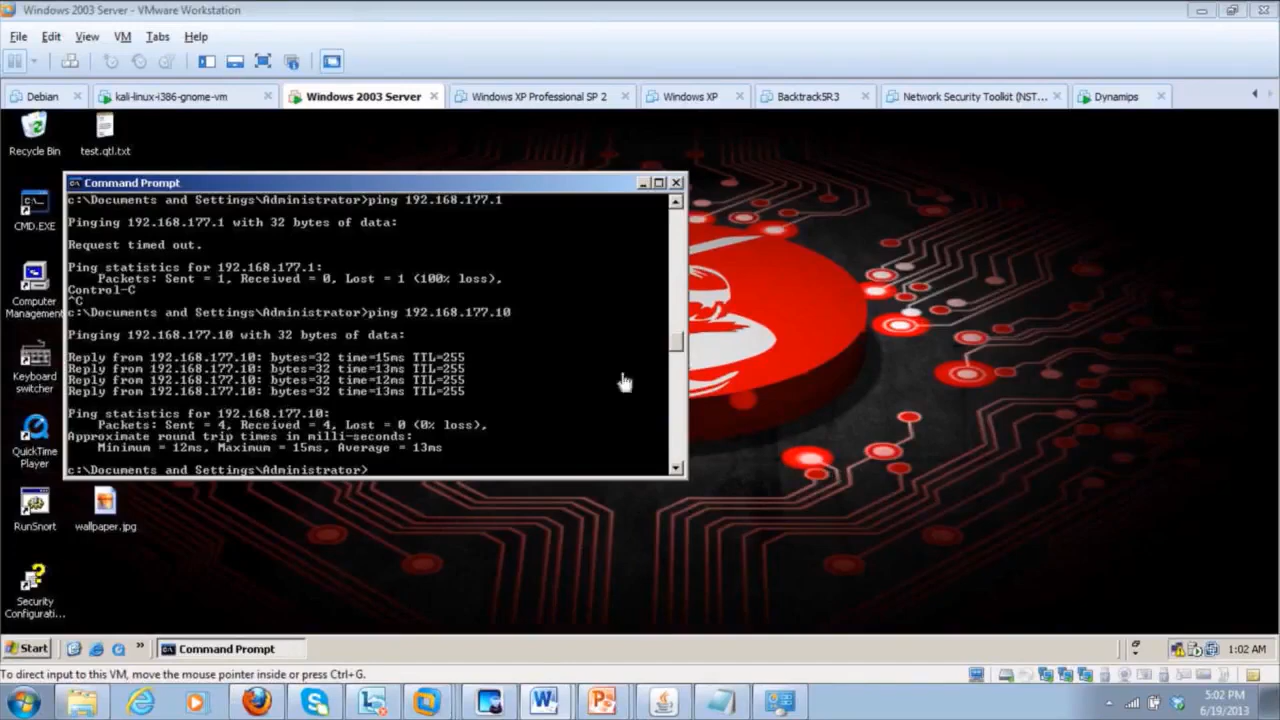 Windows 2003 Server - VMware Workstation
File Edit View VM Tabs Help
Debian kali-linux-i386-gnome-vm Windows 2003 Server Windows XP Professional SP 2 Windows XP Backtrack5R3 Network Security Toolkit (NST... Dynamips
Recycle Bin
test.qtl.txt
CMD.EXE
Computer
Management
Keyboard
switcher
QuickTime
Player
RunSnort
wallpaper.jpg
Security
Configurati...
Command Prompt
c:\Documents and Settings\Administrator>ping 192.168.177.1
Pinging 192.168.177.1 with 32 bytes of data:
Request timed out.
Ping statistics for 192.168.177.1:
Packets: Sent = 1, Received = 0, Lost = 1 (100% loss),
Control-C
^C
c:\Documents and Settings\Administrator>ping 192.168.177.10
Pinging 192.168.177.10 with 32 bytes of data:
Reply from 192.168.177.10: bytes=32 time=15ms TTL=255
Reply from 192.168.177.10: bytes=32 time=13ms TTL=255
Reply from 192.168.177.10: bytes=32 time=12ms TTL=255
Reply from 192.168.177.10: bytes=32 time=13ms TTL=255
Ping statistics for 192.168.177.10:
Packets: Sent = 4, Received = 4, Lost = 0 (0% loss),
Approximate round trip times in milli-seconds:
Minimum = 12ms, Maximum = 15ms, Average = 13ms
c:\Documents and Settings\Administrator>
Start
Command Prompt
1:02 AM
To direct input to this VM, move the mouse pointer inside or press Ctrl+G.
5:02 PM
6/19/2013